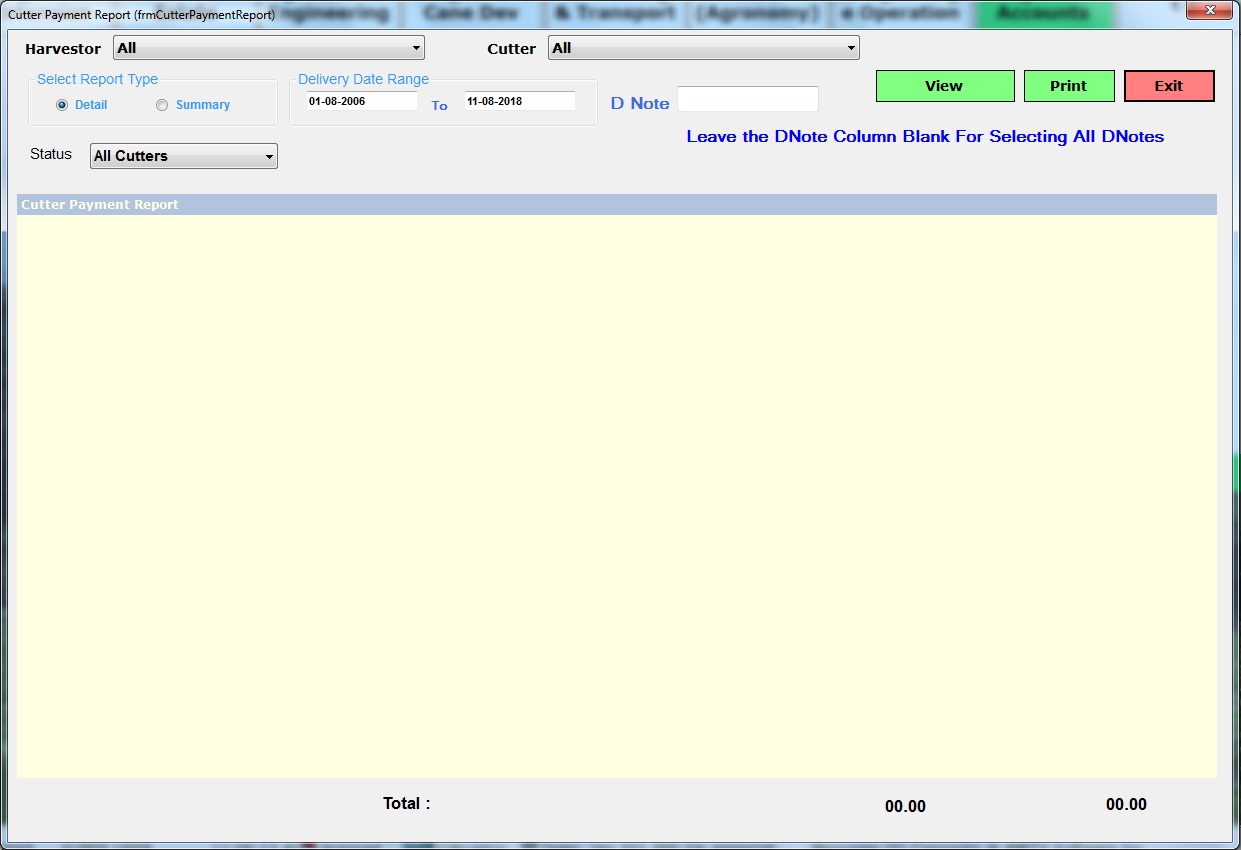 Cutter Payment Report (frmCutterPaymentReport)
ngineering Cane Dev & Transport (Agronomy) e Operation Accounts
Harvestor All Cutter All
Select Report Type Delivery Date Range
Detail Summary 01-08-2006 To 11-08-2018 D Note View Print Exit
Leave the DNote Column Blank For Selecting All DNotes
Status All Cutters
Cutter Payment Report
Total : 00.00 00.00